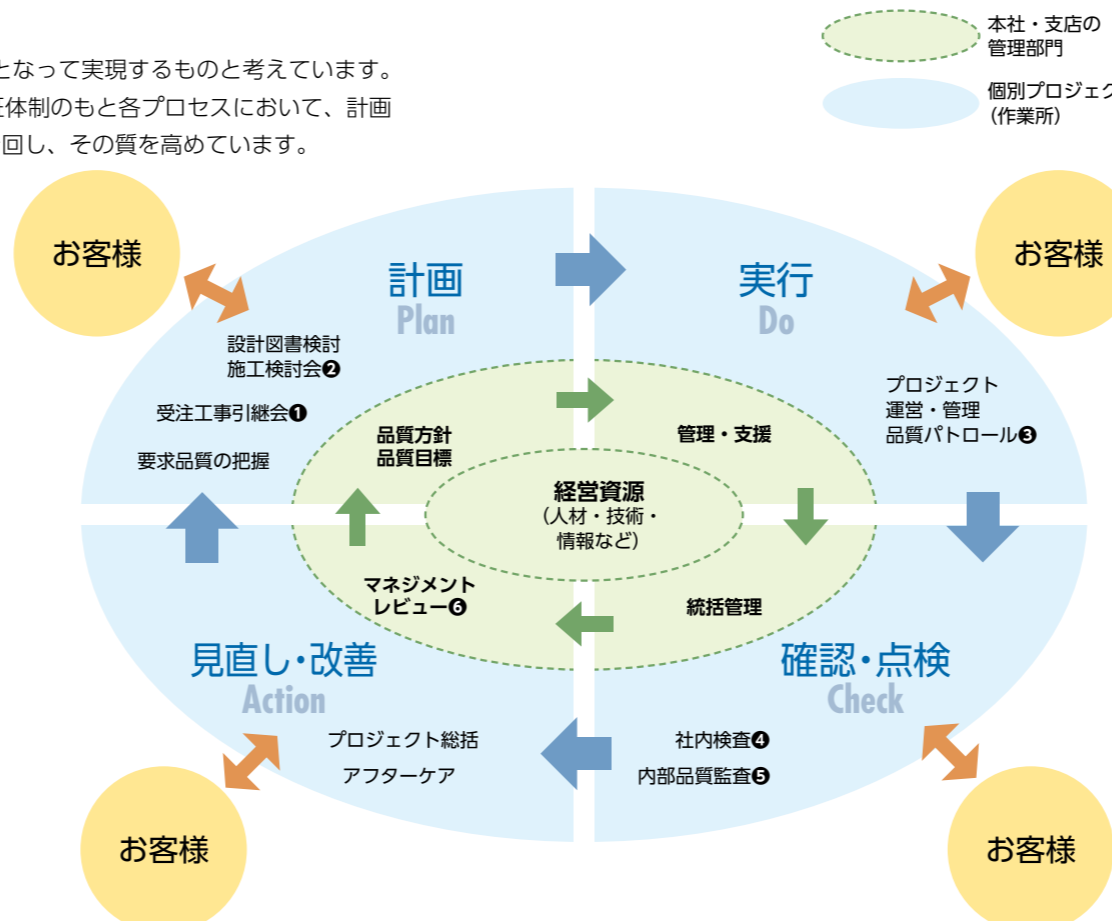 本社・支店の
管理部門
個別プロジェク
(作業所)
となって実現するものと考えています。
体制のもと各プロセスにおいて、計画
回し、その質を高めています。
お客様
お客様
計画
Plan
実行
Do
設計図書検討
施工検討会❷
受注工事引継会❶
要求品質の把握
プロジェクト
運営・管理
品質パトロール❸
品質方針
品質目標
管理・支援
経営資源
(人材・技術・
情報など)
マネジメント
レビュー❻
統括管理
見直し・改善
Action
確認・点検
Check
プロジェクト総括
アフターケア
社内検査❹
内部品質監査❺
お客様
お客様